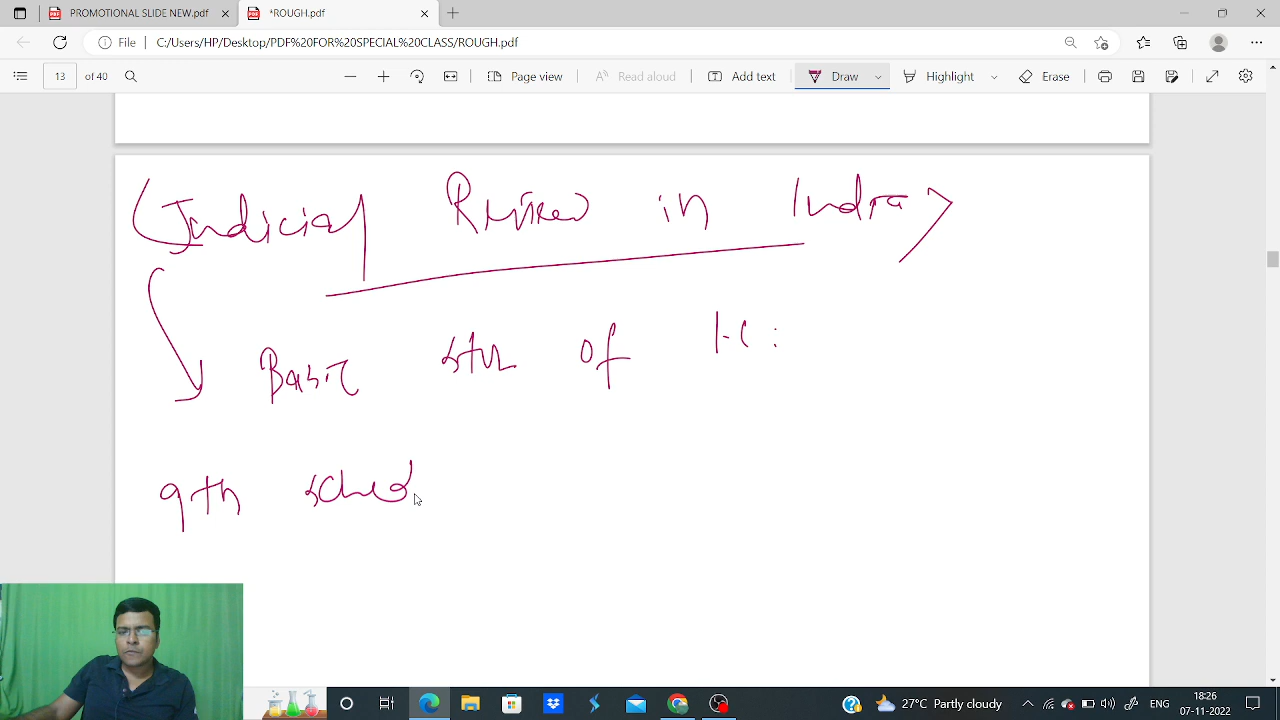 PROMOTIONAL SLIDE NEW.pdf
*ROUGH.pdf
File C:/Users/HP/Desktop/PDF%20FOR%20SPECIAL%20CLASS/ROUGH.pdf
13 of 40 Page view Read aloud Add text Draw Highlight Erase
Judicial Review in India
Basic str of I.C:
9th sched
27°C Partly cloudy ENG 18:26
07-11-2022